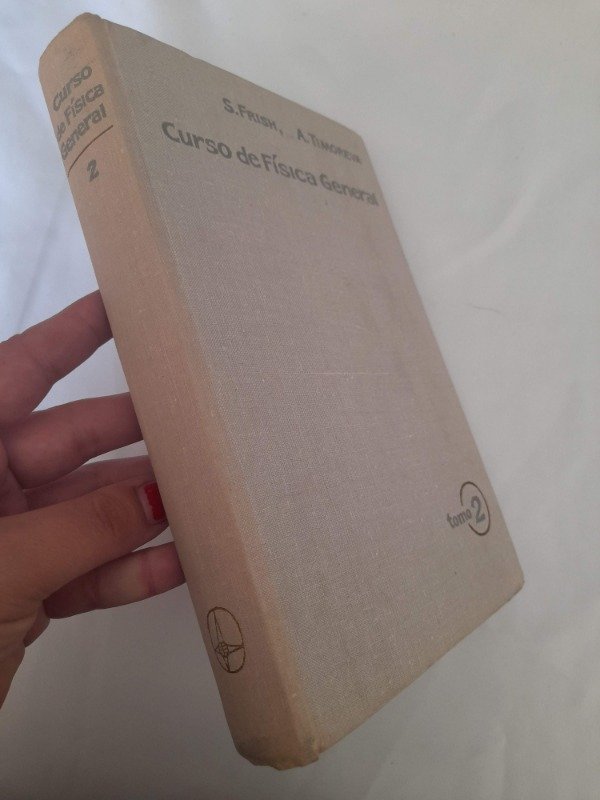 Curso
de Física
General
2
S. FRISH, A. TIMOREVA
Curso de Física General
tomo 2